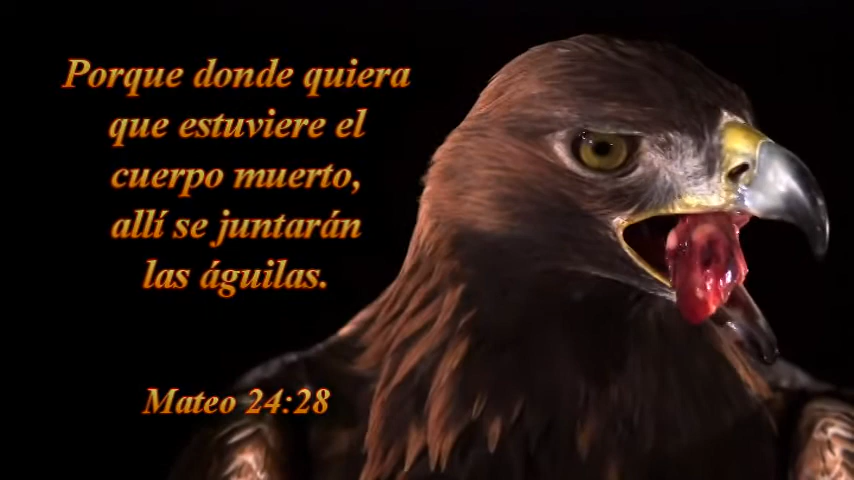 Porque donde quiera
que estuviere el
cuerpo muerto,
allí se juntarán
las águilas.
Mateo 24:28